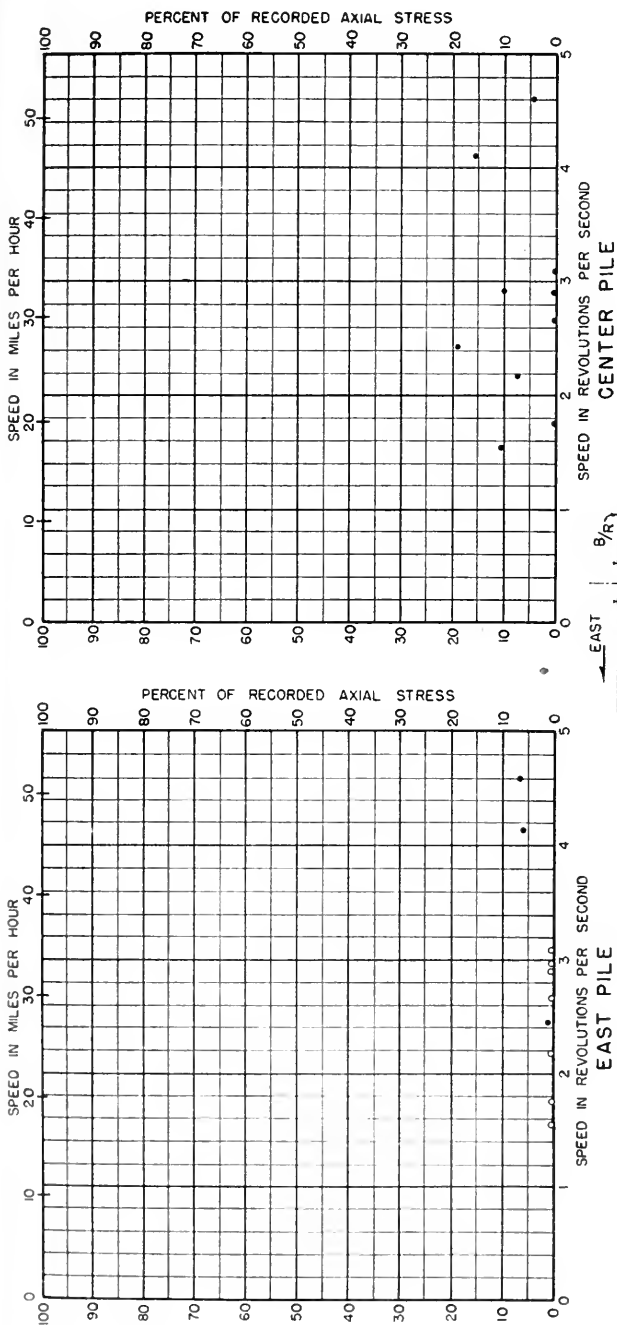 PERCENT OF RECORDED AXIAL STRESS
100 90 80 70 60 50 40 30 20 10 0
SPEED IN MILES PER HOUR
0 10 20 30 40 50
100 90 80 70 60 50 40 30 20 10 0
0 1 2 3 4 5
SPEED IN REVOLUTIONS PER SECOND
CENTER PILE
EAST
B/R
PERCENT OF RECORDED AXIAL STRESS
100 90 80 70 60 50 40 30 20 10 0
SPEED IN MILES PER HOUR
0 10 20 30 40 50
100 90 80 70 60 50 40 30 20 10 0
0 1 2 3 4 5
SPEED IN REVOLUTIONS PER SECOND
EAST PILE